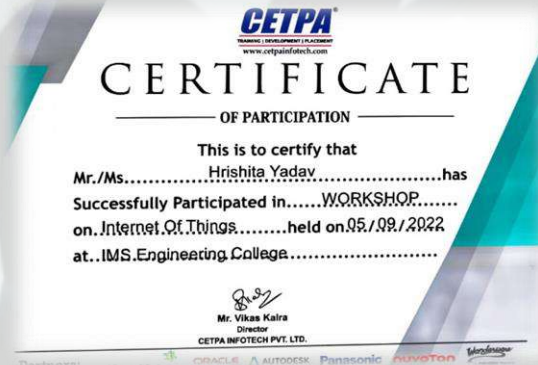 CETPA
TRAINING | DEVELOPMENT | PLACEMENT
www.cetpainfotech.com
CERTIFICATE
OF PARTICIPATION
This is to certify that
Mr./Ms.....Hrishita Yadav.....has
Successfully Participated in......WORKSHOP......
on..Internet Of Things.........held on.05/09/2022
at..IMS Engineering College..............................
Mr. Vikas Kalra
Director
CETPA INFOTECH PVT. LTD.
ORACLE AUTODESK Panasonic nuvoTon Wonderware